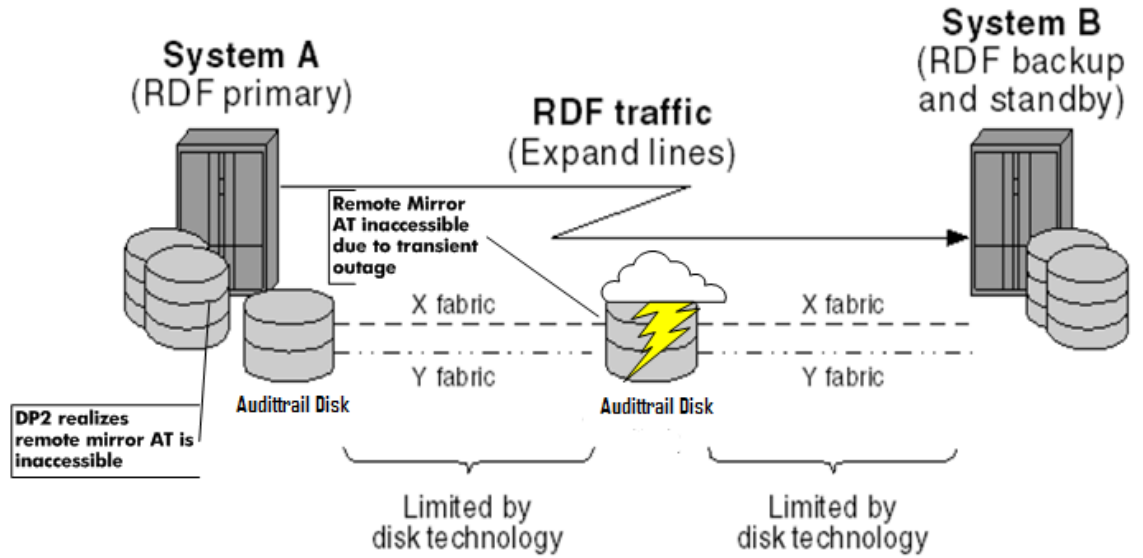 System A
(RDF primary)
System B
(RDF backup
and standby)
RDF traffic
(Expand lines)
Remote Mirror
AT inaccessible
due to transient
outage
X fabric
X fabric
Y fabric
Y fabric
Audittrail Disk
Audittrail Disk
DP2 realizes
remote mirror AT is
inaccessible
Limited by
disk technology
Limited by
disk technology